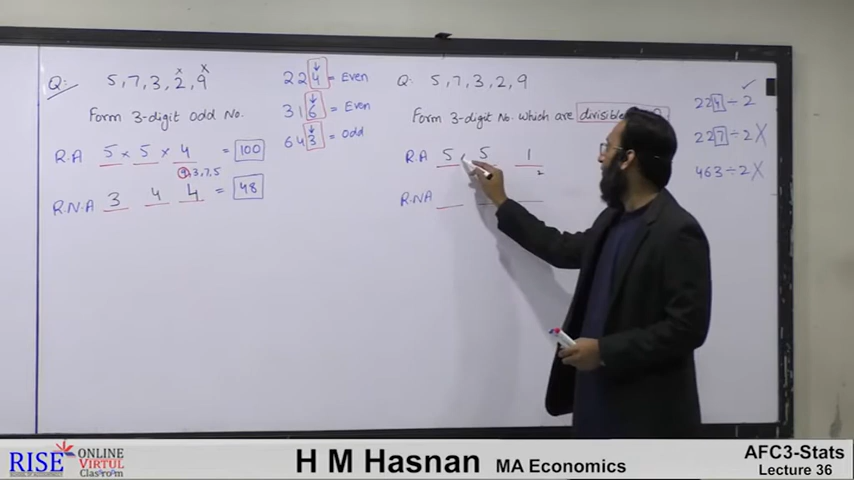 Q: 5, 7, 3, 2, 9
x x
Form 3-digit odd No.
R.A 5 x 5 x 4 = 100
9, 3, 7, 5
R.N.A 3 4 4 = 48
224 = Even
316 = Even
643 = odd
Q: 5, 7, 3, 2, 9
Form 3-digit No. which are divisible
R.A 5 5 1
2
R.NA
224 ÷ 2 ✓
227 ÷ 2 X
463 ÷ 2 X
RISE ONLINE VIRTUAL Classroom
H M Hasnan MA Economics
AFC3-Stats
Lecture 36